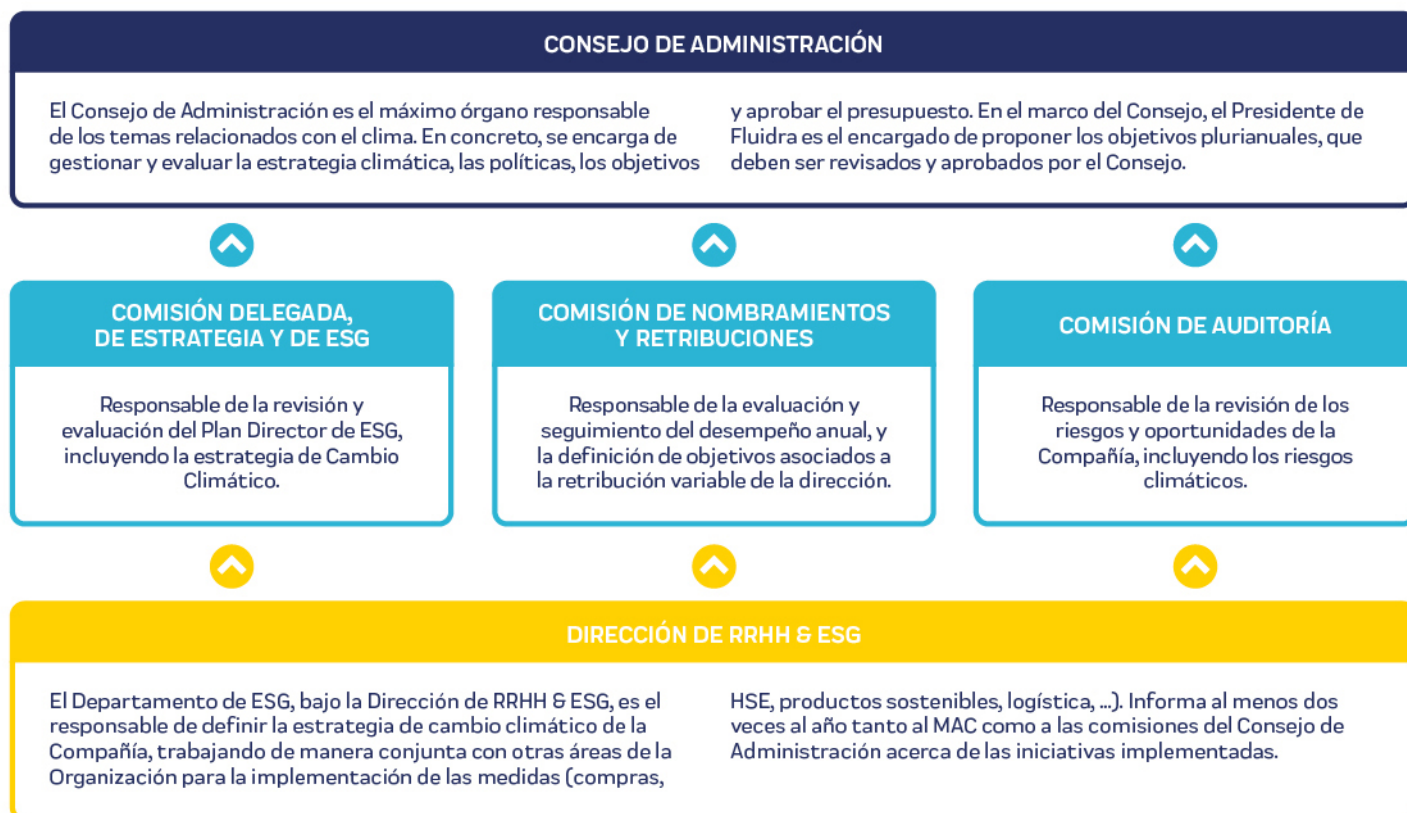 CONSEJO DE ADMINISTRACIÓN
El Consejo de Administración es el máximo órgano responsable
de los temas relacionados con el clima. En concreto, se encarga de
gestionar y evaluar la estrategia climática, las políticas, los objetivos
y aprobar el presupuesto. En el marco del Consejo, el Presidente de
Fluidra es el encargado de proponer los objetivos plurianuales, que
deben ser revisados y aprobados por el Consejo.
COMISIÓN DELEGADA,
DE ESTRATEGIA Y DE ESG
Responsable de la revisión y
evaluación del Plan Director de ESG,
incluyendo la estrategia de Cambio
Climático.
COMISIÓN DE NOMBRAMIENTOS
Y RETRIBUCIONES
Responsable de la evaluación y
seguimiento del desempeño anual, y
la definición de objetivos asociados a
la retribución variable de la dirección.
COMISIÓN DE AUDITORÍA
Responsable de la revisión de los
riesgos y oportunidades de la
Compañía, incluyendo los riesgos
climáticos.
DIRECCIÓN DE RRHH & ESG
El Departamento de ESG, bajo la Dirección de RRHH & ESG, es el
responsable de definir la estrategia de cambio climático de la
Compañía, trabajando de manera conjunta con otras áreas de la
Organización para la implementación de las medidas (compras,
HSE, productos sostenibles, logística, ...). Informa al menos dos
veces al año tanto al MAC como a las comisiones del Consejo de
Administración acerca de las iniciativas implementadas.